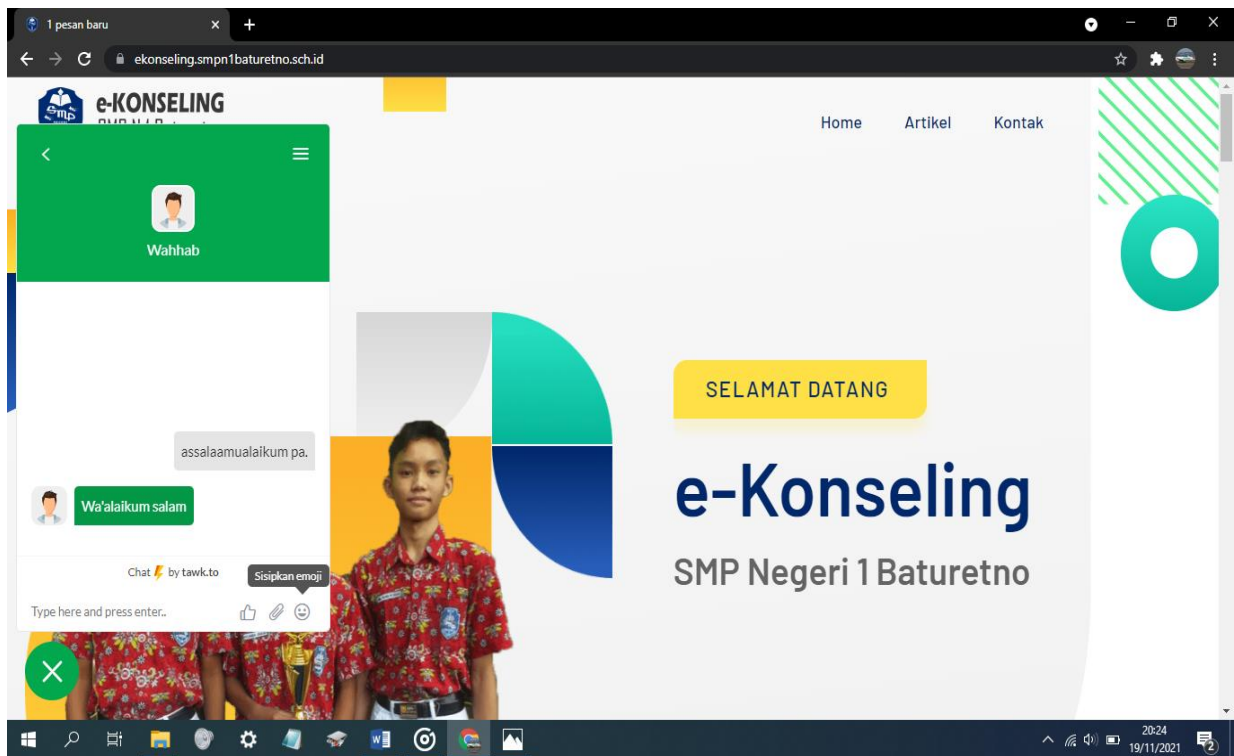 1 pesan baru
ekonseling.smpn1baturetno.sch.id
smp
e-KONSELING
Home Artikel Kontak
Wahhab
assalaamualaikum pa.
Wa'alaikum salam
Chat by tawk.to
Sisipkan emoji
Type here and press enter..
SELAMAT DATANG
e-Konseling
SMP Negeri 1 Baturetno
20:24
19/11/2021
2